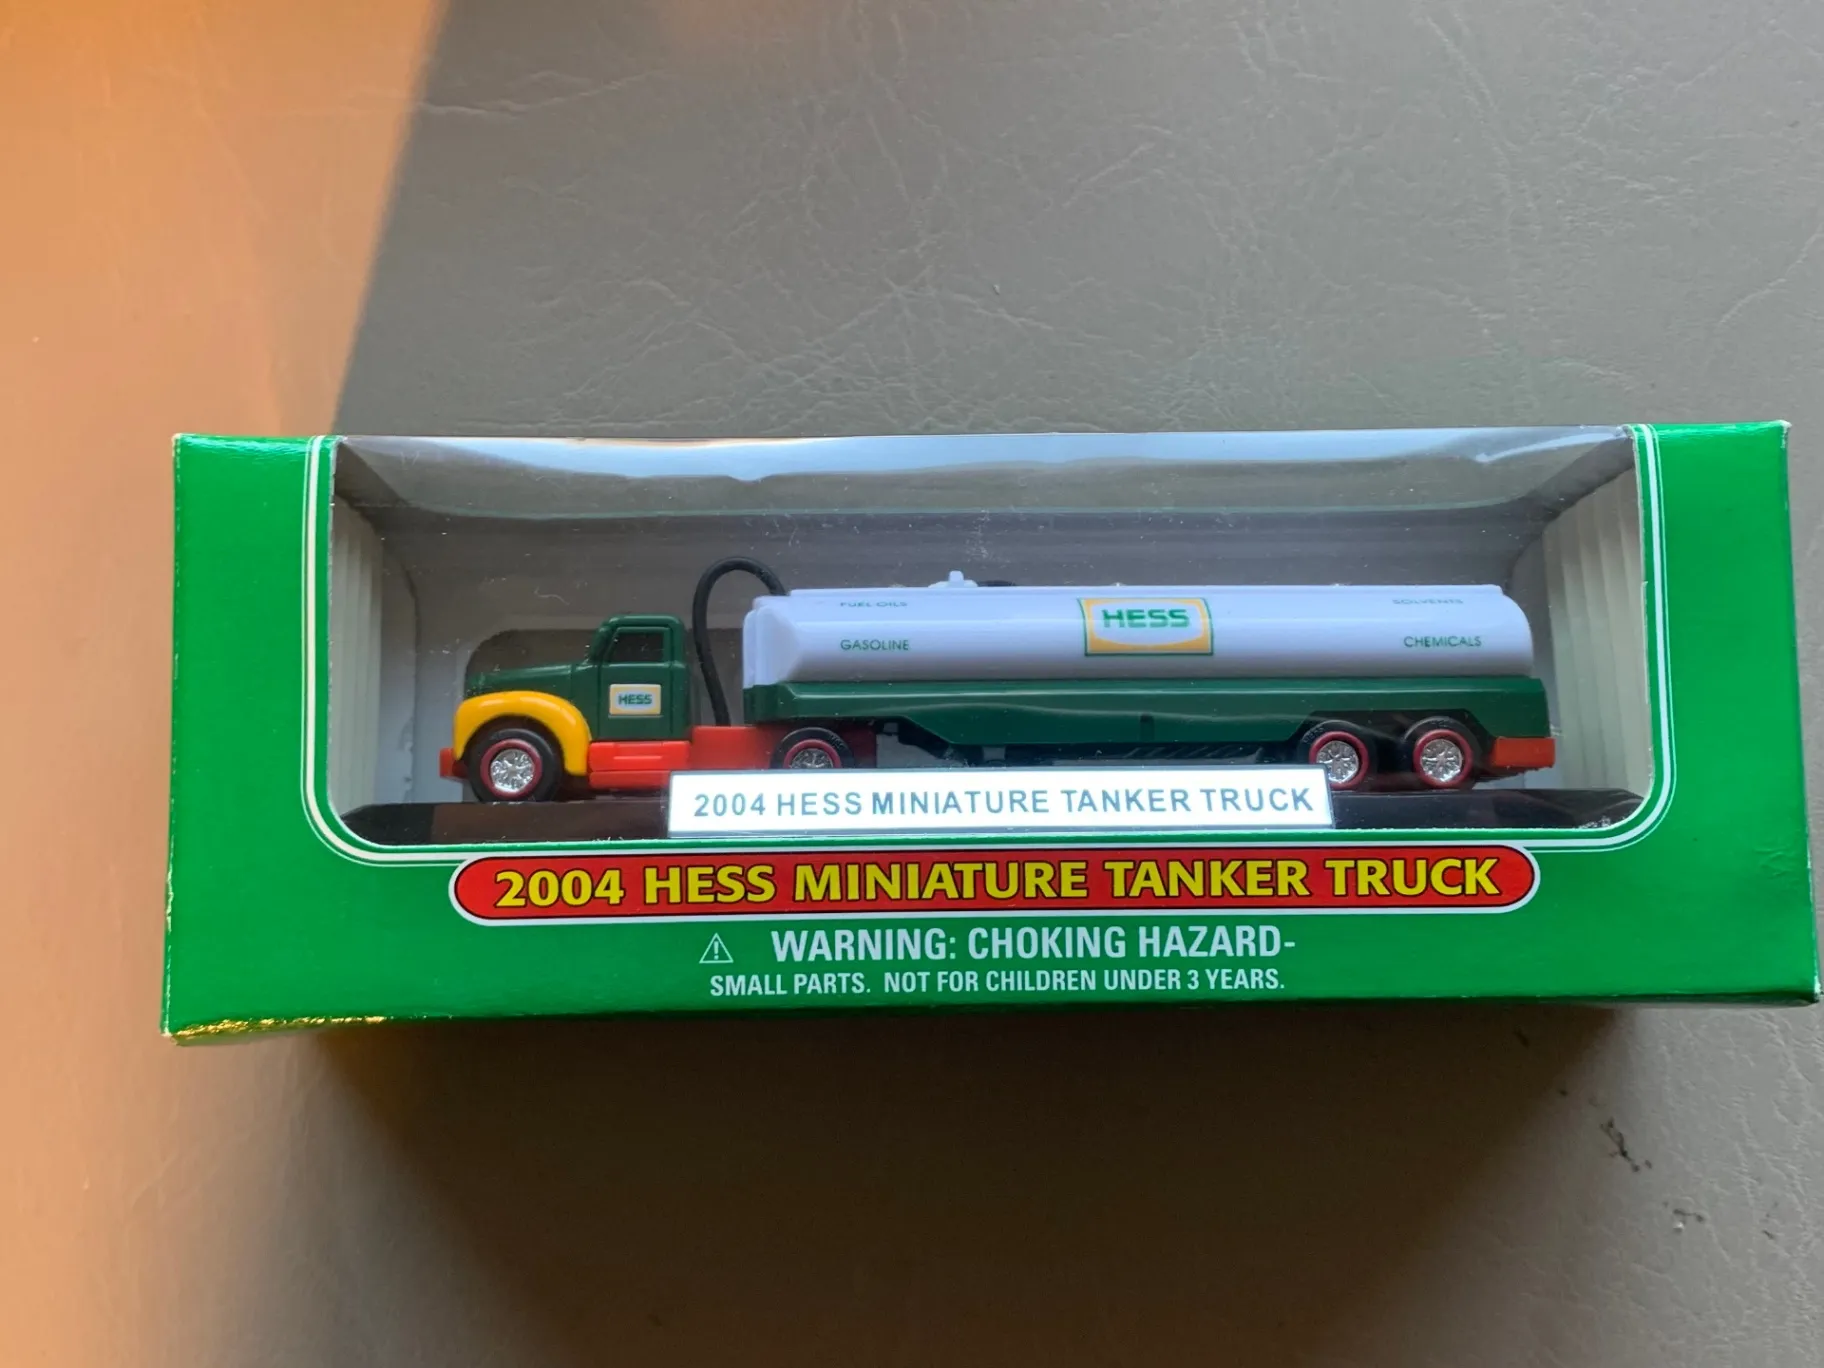 FUEL OILS
SOLVENTS
HESS
GASOLINE
CHEMICALS
HESS
2004 HESS MINIATURE TANKER TRUCK
2004 HESS MINIATURE TANKER TRUCK
WARNING: CHOKING HAZARD-
SMALL PARTS. NOT FOR CHILDREN UNDER 3 YEARS.